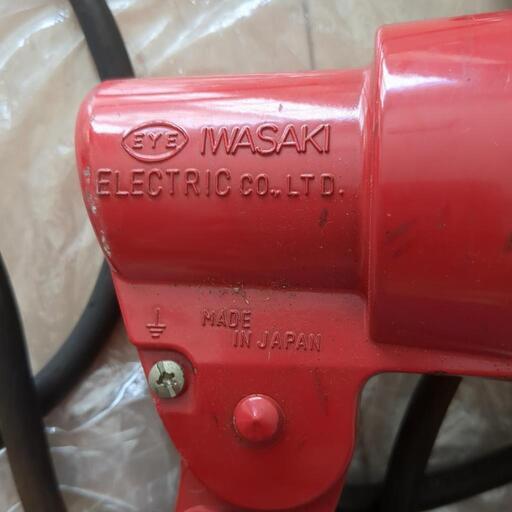 EYE IWASAKI
ELECTRIC CO., LTD.
MADE
IN JAPAN